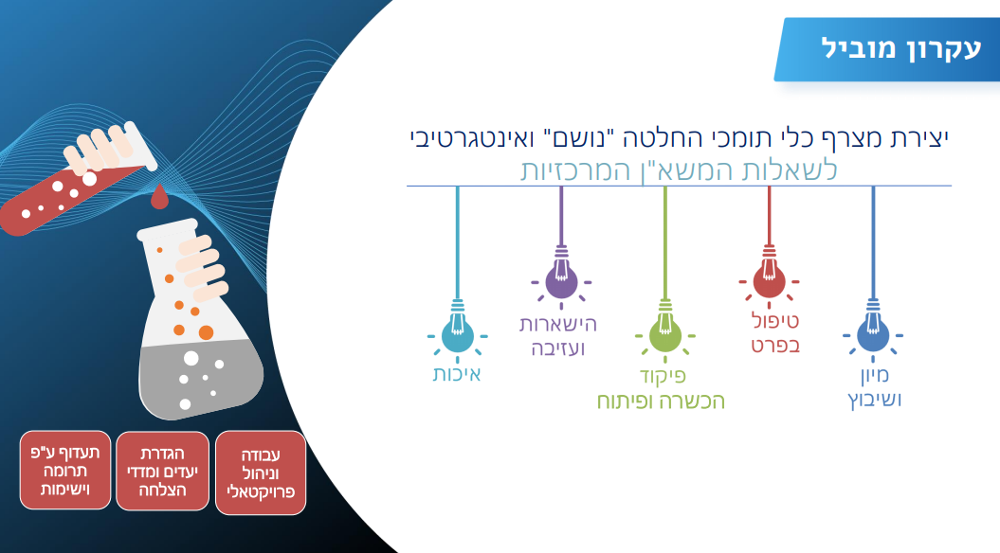 עקרון מוביל
יצירת מצרף כלי תומכי החלטה "נושם" ואינטגרטיבי
לשאלות המשא"ן המרכזיות
מיון
ושיבוץ
טיפול
בפרט
פיקוד
הכשרה ופיתוח
הישארות
ועזיבה
איכות
עבודה
וניהול
פרויקטאלי
הגדרת
יעדים ומדדי
הצלחה
תעדוף ע"פ
תרומה
וישימות